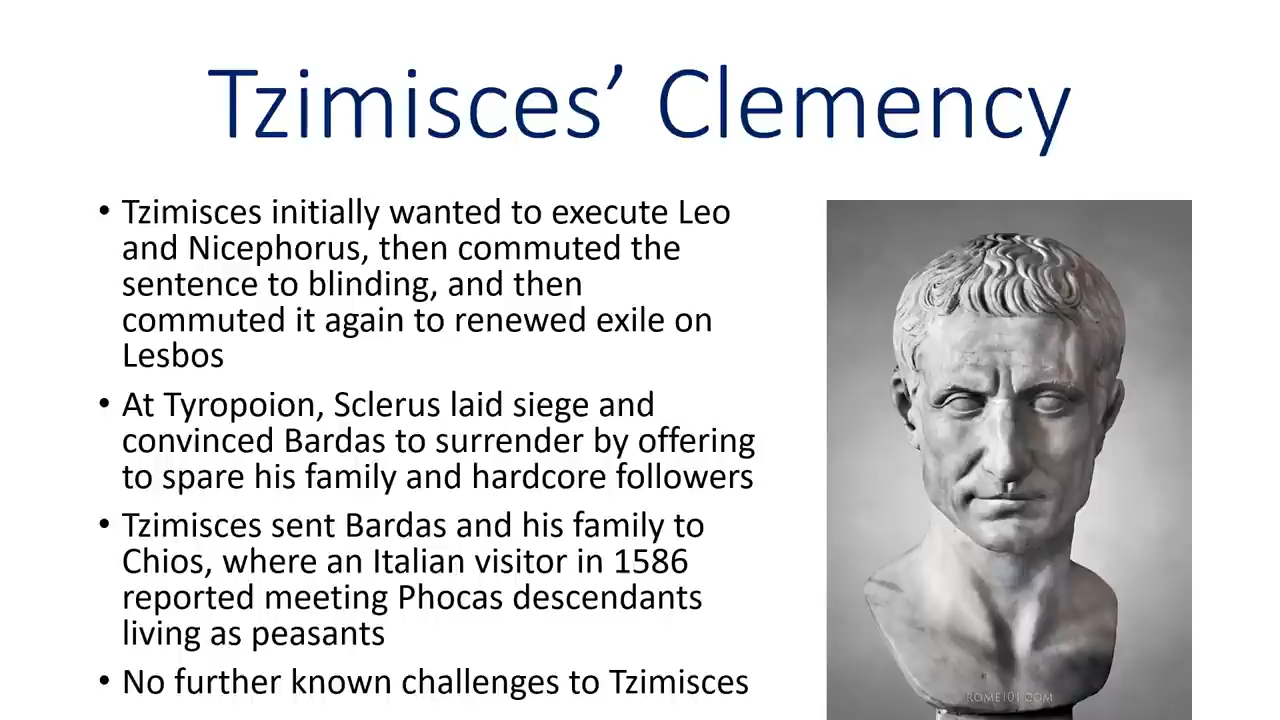 Tzimisces’ Clemency
• Tzimisces initially wanted to execute Leo
and Nicephorus, then commuted the
sentence to blinding, and then
commuted it again to renewed exile on
Lesbos
• At Tyropoion, Sclerus laid siege and
convinced Bardas to surrender by offering
to spare his family and hardcore followers
• Tzimisces sent Bardas and his family to
Chios, where an Italian visitor in 1586
reported meeting Phocas descendants
living as peasants
• No further known challenges to Tzimisces
ROME101.COM